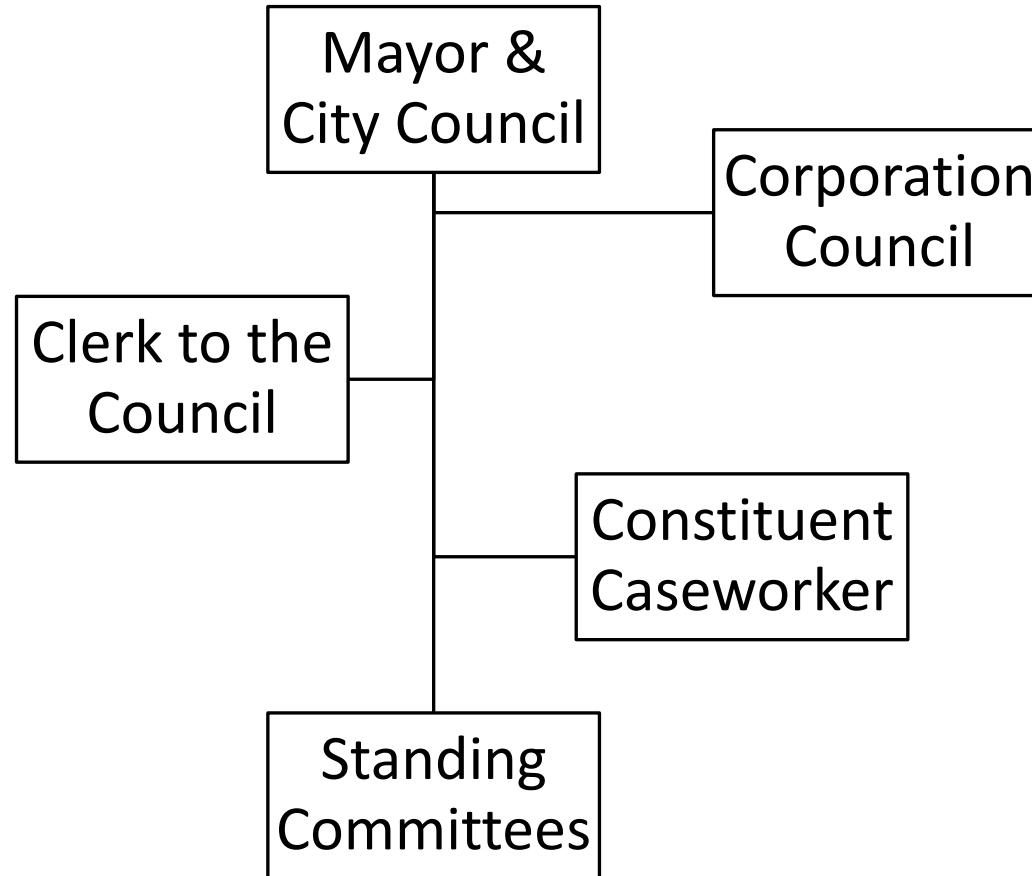 Mayor &
City Council
Corporation
Council
Clerk to the
Council
Constituent
Caseworker
Standing
Committees